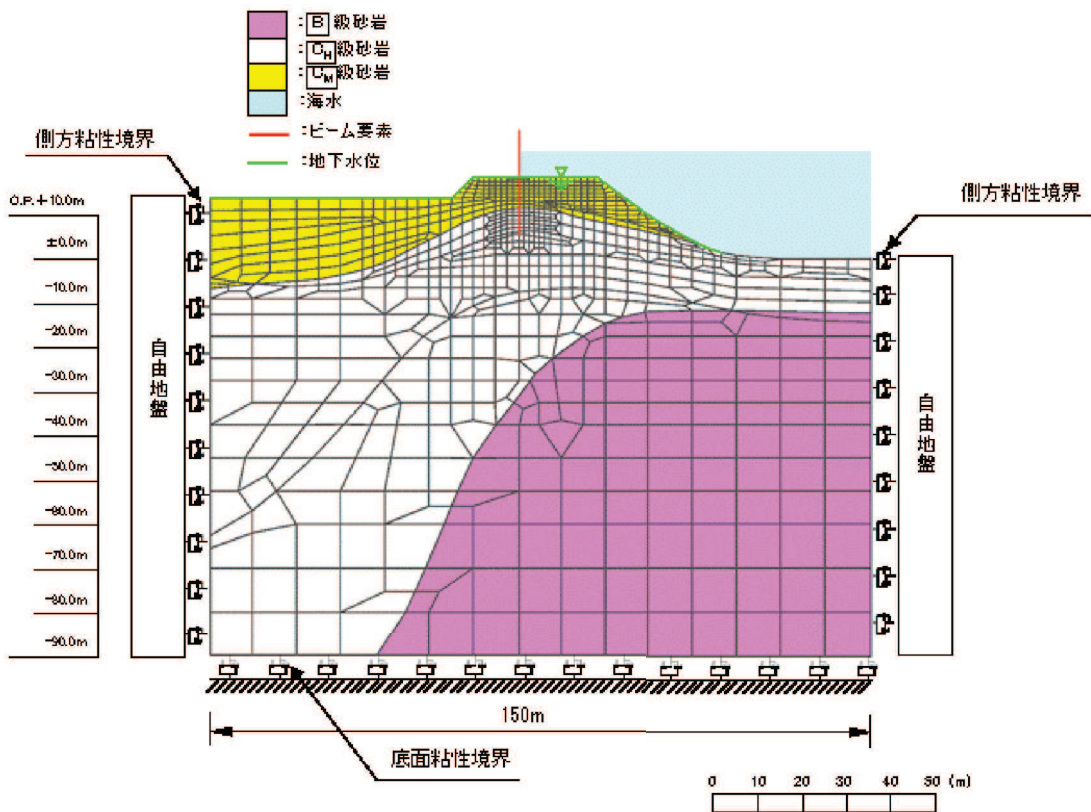 :B級砂岩
:CH級砂岩
:CM級砂岩
:海水
:ビーム要素
:地下水位
側方粘性境界
側方粘性境界
O.P.+10.0m
±0.0m
-10.0m
-20.0m
-30.0m
-40.0m
-50.0m
-60.0m
-70.0m
-80.0m
-90.0m
自由地盤
自由地盤
150m
底面粘性境界
0 10 20 30 40 50 (m)